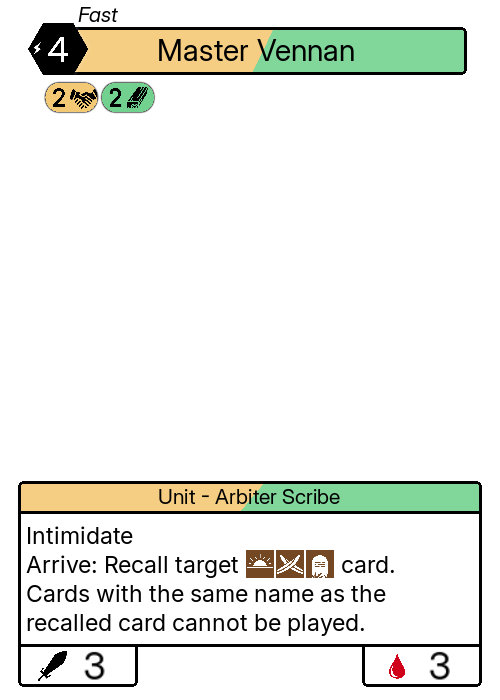 Fast
4 Master Vennan
2 2
Unit - Arbiter Scribe
Intimidate
Arrive: Recall target card.
Cards with the same name as the
recalled card cannot be played.
3 3